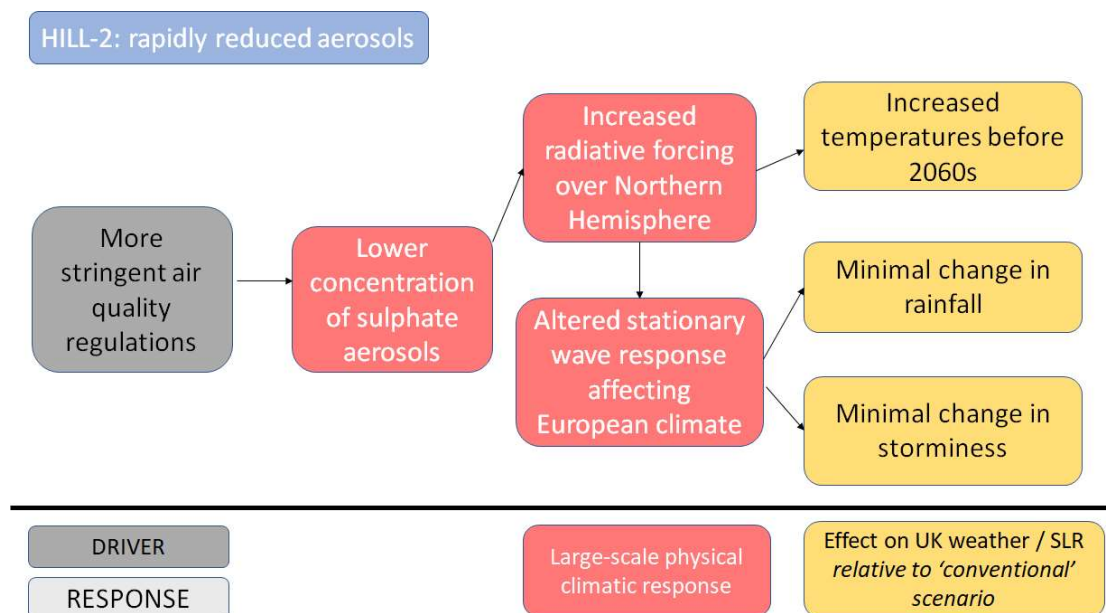 HILL-2: rapidly reduced aerosols
More
stringent air
quality
regulations
Lower
concentration
of sulphate
aerosols
Increased
radiative forcing
over Northern
Hemisphere
Altered stationary
wave response
affecting
European climate
Increased
temperatures before
2060s
Minimal change in
rainfall
Minimal change in
storminess
DRIVER
RESPONSE
Large-scale physical
climatic response
Effect on UK weather / SLR
relative to ‘conventional’
scenario